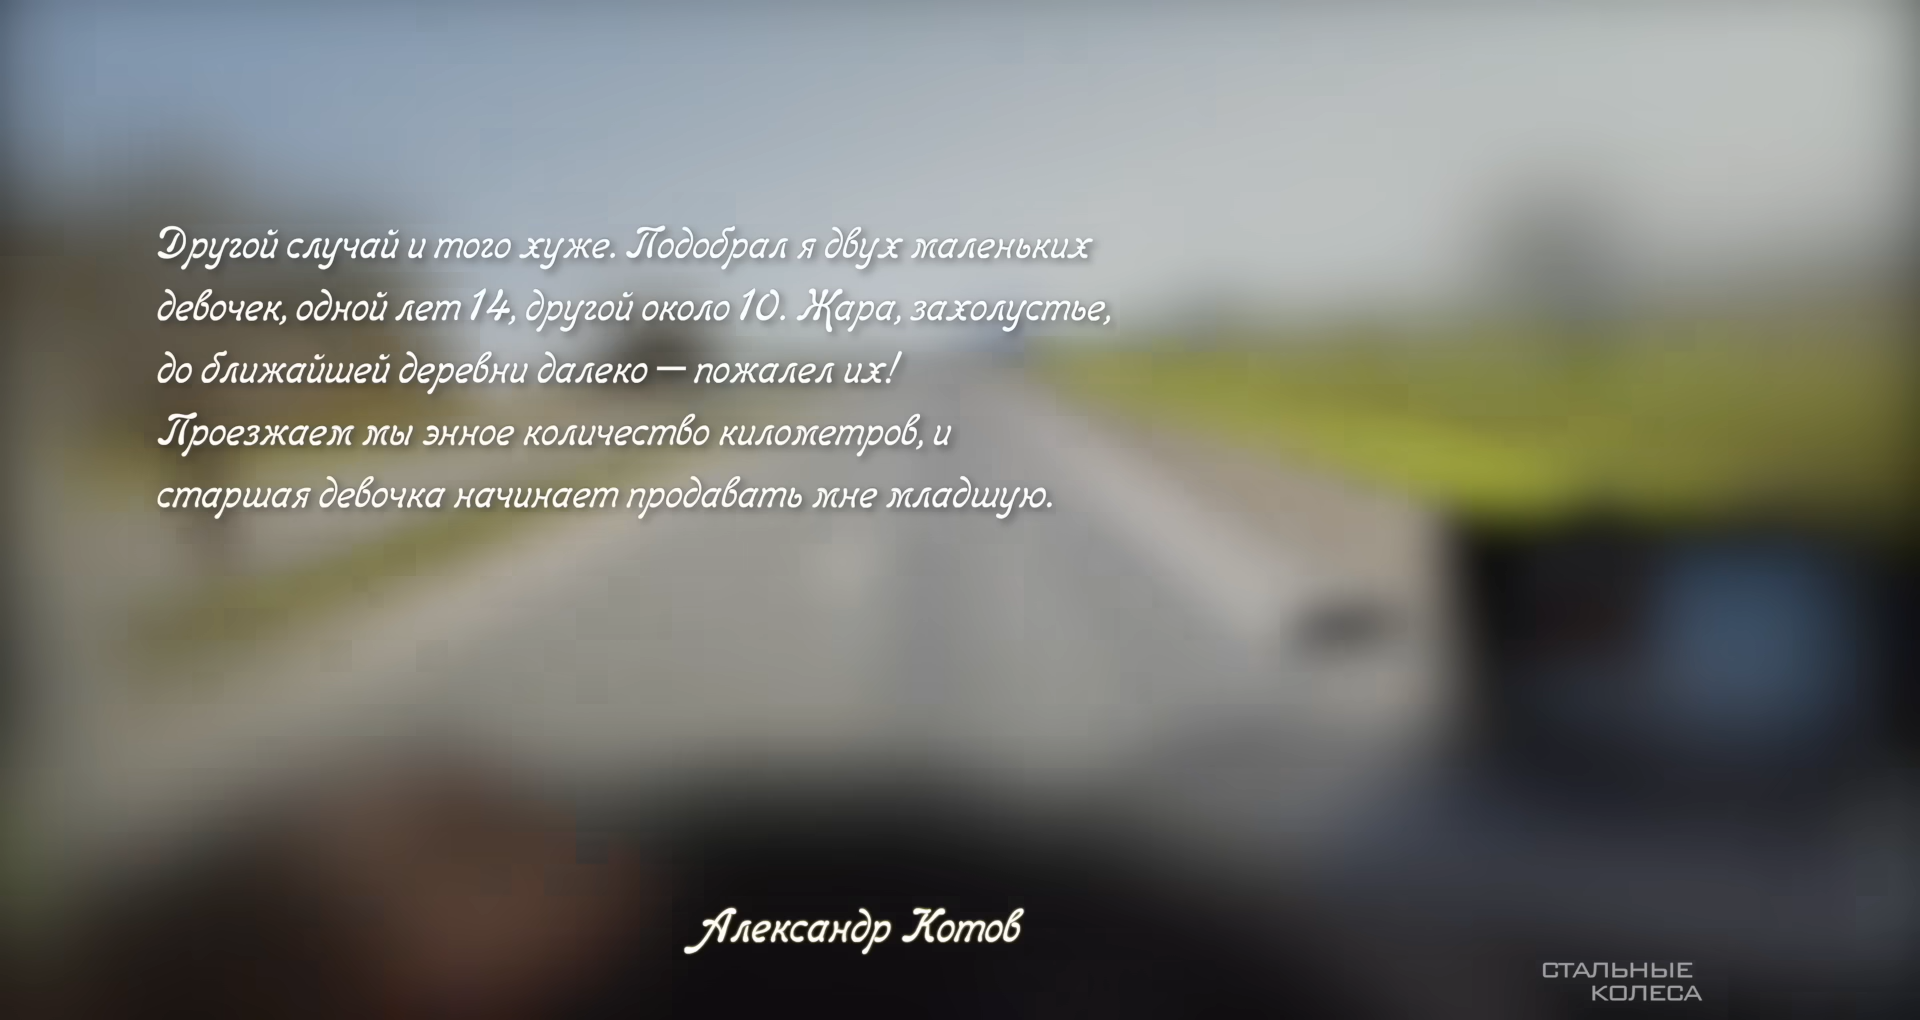 Другой случай и того хуже. Подобрал я двух маленьких
девочек, одной лет 14, другой около 10. Жара, захолустье,
до ближайшей деревни далеко — пожалел их!
Проезжаем мы энное количество километров, и
старшая девочка начинает продавать мне младшую.
Александр Котов
СТАЛЬНЫЕ
КОЛЕСА